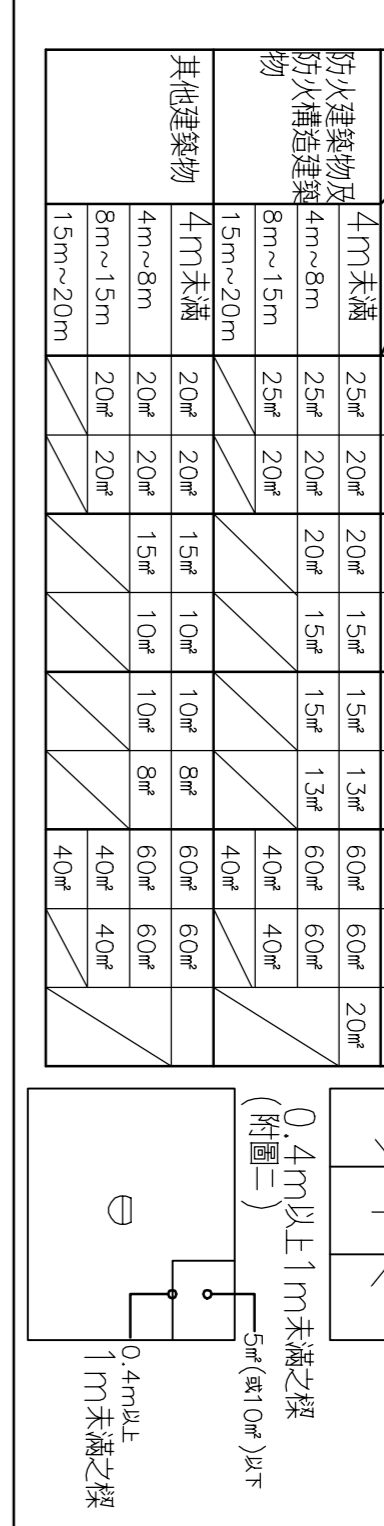 防火建築物及
防火構造建築
物
4m未滿 25㎡ 20㎡ 20㎡ 15㎡ 15㎡ 13㎡ 60㎡ 60㎡ 20㎡
4m~8m 25㎡ 20㎡ 20㎡ 15㎡ 15㎡ 13㎡ 60㎡ 60㎡
8m~15m 25㎡ 20㎡ 40㎡ 40㎡
15m~20m 40㎡
其他建築物
4m未滿 20㎡ 20㎡ 15㎡ 10㎡ 10㎡ 8㎡ 60㎡ 60㎡
4m~8m 20㎡ 20㎡ 15㎡ 10㎡ 10㎡ 8㎡ 60㎡ 60㎡
8m~15m 20㎡ 20㎡ 40㎡ 40㎡
15m~20m 40㎡
0.4m以上1m未滿之樑
(附圖二)
5㎡(或10㎡)以下
0.4m以上
1m未滿之樑